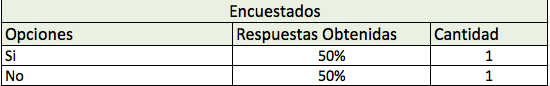 Encuestados
Opciones Respuestas Obtenidas Cantidad
Si 50% 1
No 50% 1